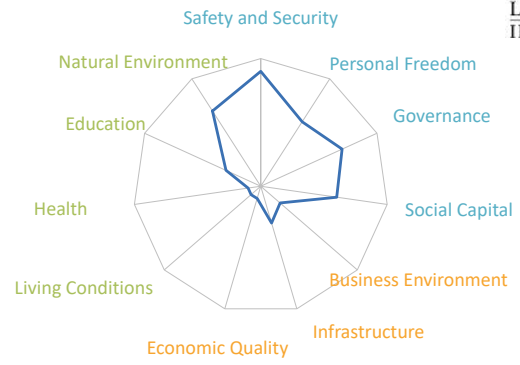 Safety and Security
Natural Environment
Personal Freedom
Education
Governance
Health
Social Capital
Living Conditions
Business Environment
Infrastructure
Economic Quality